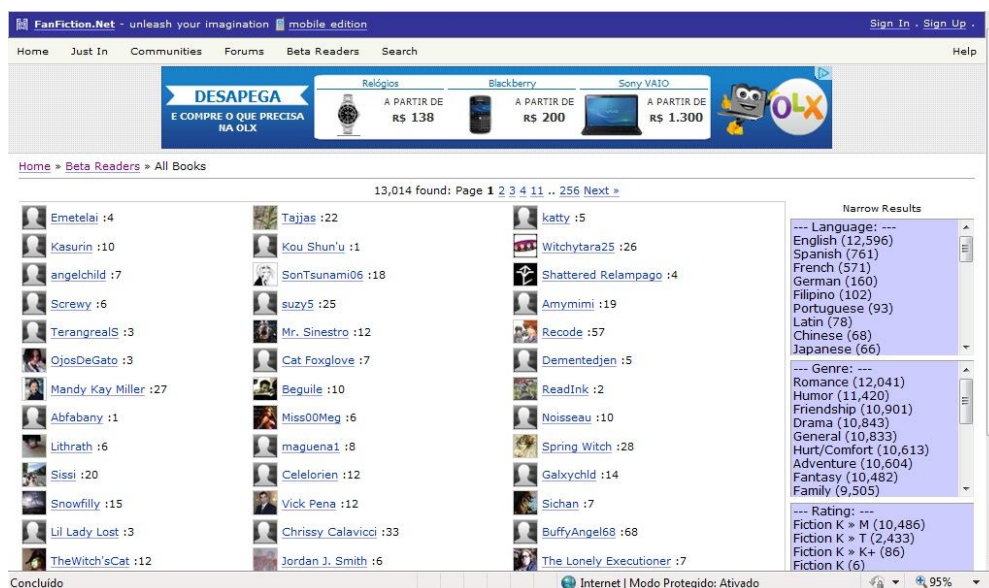 FanFiction.Net - unleash your imagination mobile edition Sign In . Sign Up .
Home Just In Communities Forums Beta Readers Search Help
DESAPEGA
E COMPRE O QUE PRECISA
NA OLX
Relógios
A PARTIR DE
R$ 138
Blackberry
A PARTIR DE
R$ 200
Sony VAIO
A PARTIR DE
R$ 1.300
OLX
Home » Beta Readers » All Books
13,014 found: Page 1 2 3 4 11 .. 256 Next »
Emetelai :4 Tajjas :22 katty :5
Kasurin :10 Kou Shun'u :1 Witchytara25 :26
angelchild :7 SonTsunami06 :18 Shattered Relampago :4
Screwy :6 suzy5 :25 Amymimi :19
TerangrealS :3 Mr. Sinestro :12 Recode :57
OjosDeGato :3 Cat Foxglove :7 Dementedjen :5
Mandy Kay Miller :27 Beguile :10 ReadInk :2
Abfabany :1 Miss00Meg :6 Noisseau :10
Lithrath :6 maguena1 :8 Spring Witch :28
Sissi :20 Celelorien :12 Galxychld :14
Snowfilly :15 Vick Pena :12 Sichan :7
Lil Lady Lost :3 Chrissy Calavicci :33 BuffyAngel68 :68
TheWitch'sCat :12 Jordan J. Smith :6 The Lonely Executioner :7
Narrow Results
--- Language: ---
English (12,596)
Spanish (761)
French (571)
German (160)
Filipino (102)
Portuguese (93)
Latin (78)
Chinese (68)
Japanese (66)
--- Genre: ---
Romance (12,041)
Humor (11,420)
Friendship (10,901)
Drama (10,843)
General (10,833)
Hurt/Comfort (10,613)
Adventure (10,604)
Fantasy (10,482)
Family (9,505)
--- Rating: ---
Fiction K » M (10,486)
Fiction K » T (2,433)
Fiction K » K+ (86)
Fiction K (6)
Concluído Internet | Modo Protegido: Ativado 95%